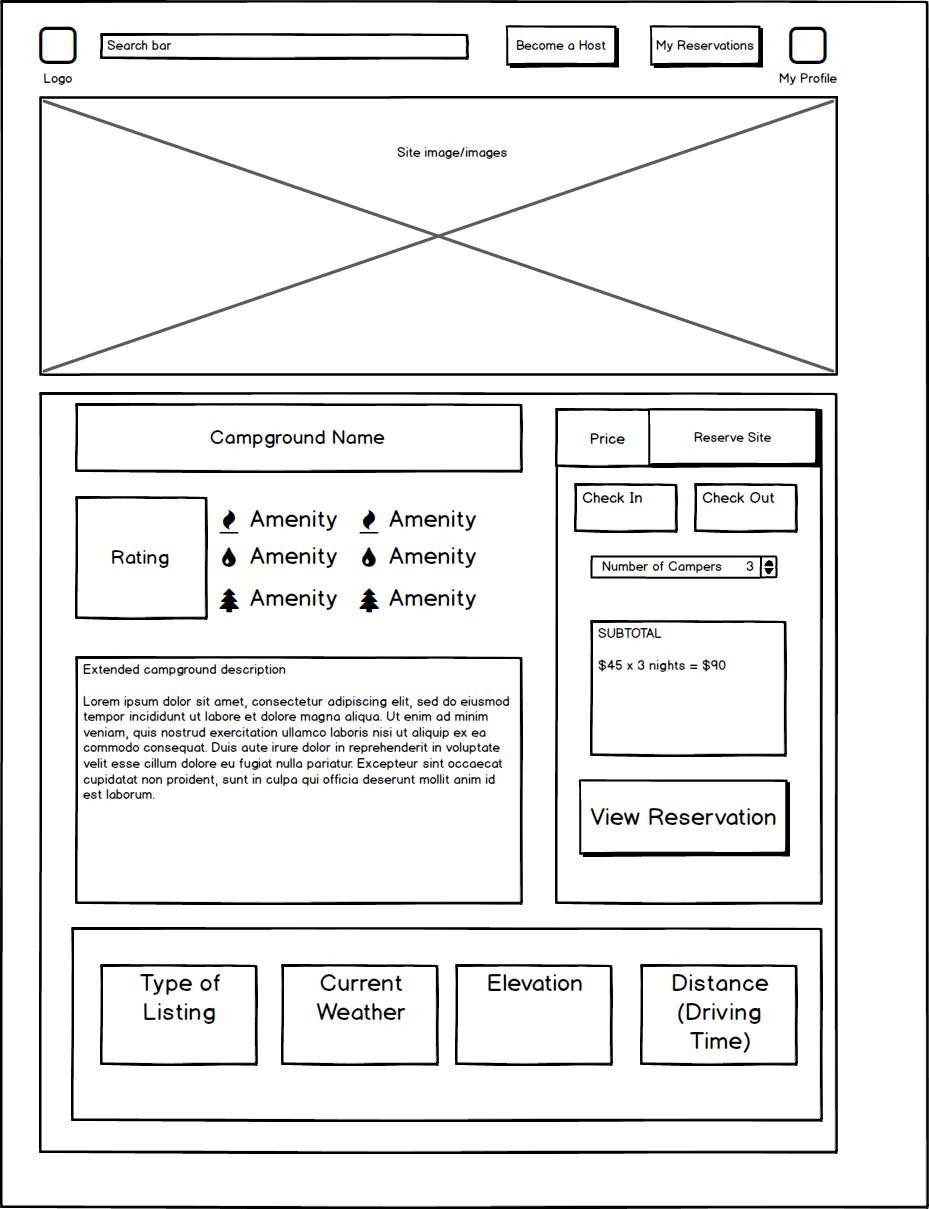 Search bar
Become a Host
My Reservations
Logo
My Profile
Site image/images
Campground Name
Price
Reserve Site
Check In
Check Out
Rating
Amenity
Amenity
Amenity
Amenity
Amenity
Amenity
Number of Campers 3
SUBTOTAL
$45 x 3 nights = $90
Extended campground description
Lorem ipsum dolor sit amet, consectetur adipiscing elit, sed do eiusmod
tempor incididunt ut labore et dolore magna aliqua. Ut enim ad minim
veniam, quis nostrud exercitation ullamco laboris nisi ut aliquip ex ea
commodo consequat. Duis aute irure dolor in reprehenderit in voluptate
velit esse cillum dolore eu fugiat nulla pariatur. Excepteur sint occaecat
cupidatat non proident, sunt in culpa qui officia deserunt mollit anim id
est laborum.
View Reservation
Type of
Listing
Current
Weather
Elevation
Distance
(Driving
Time)